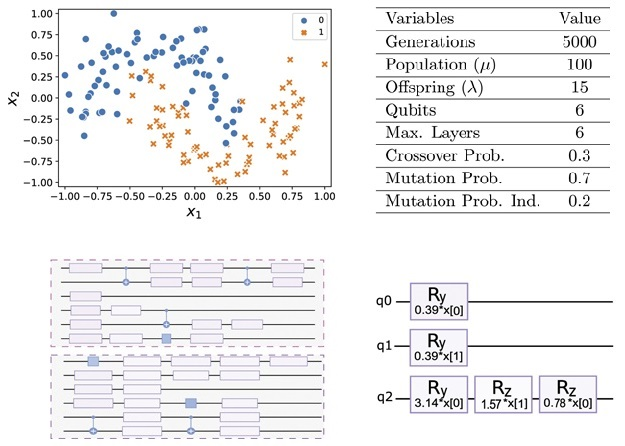 1.00
0.75
0.50
0.25
0.00
−0.25
−0.50
−0.75
−1.00
x2
−1.00 −0.75 −0.50 −0.25 0.00 0.25 0.50 0.75 1.00
x1
0
1
Variables Value
Generations 5000
Population (μ) 100
Offspring (λ) 15
Qubits 6
Max. Layers 6
Crossover Prob. 0.3
Mutation Prob. 0.7
Mutation Prob. Ind. 0.2
q0 Ry
0.39*x[0]
q1 Ry
0.39*x[1]
q2 Ry Rz Rz
3.14*x[0] 1.57*x[1] 0.78*x[0]